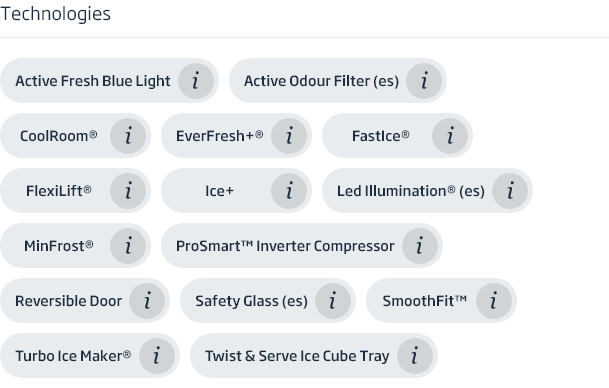 Technologies
Active Fresh Blue Light i Active Odour Filter (es) i
CoolRoom® i EverFresh+® i FastIce® i
FlexiLift® i Ice+ i Led Illumination® (es) i
MinFrost® i ProSmart™ Inverter Compressor i
Reversible Door i Safety Glass (es) i SmoothFit™ i
Turbo Ice Maker® i Twist & Serve Ice Cube Tray i